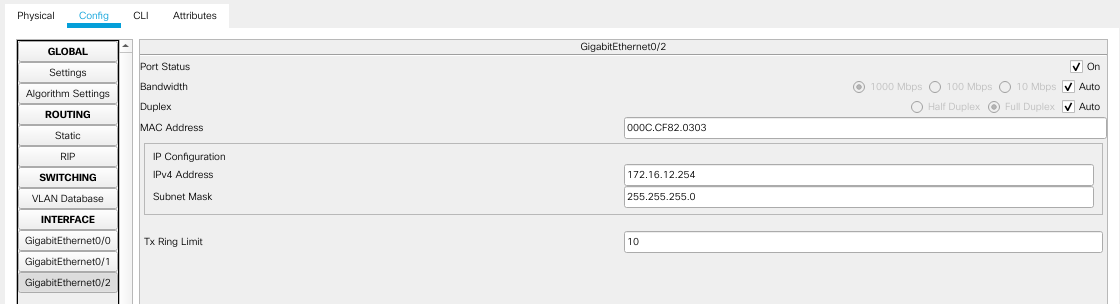 Physical Config CLI Attributes
GLOBAL
Settings
Algorithm Settings
ROUTING
Static
RIP
SWITCHING
VLAN Database
INTERFACE
GigabitEthernet0/0
GigabitEthernet0/1
GigabitEthernet0/2
GigabitEthernet0/2
Port Status On
Bandwidth 1000 Mbps 100 Mbps 10 Mbps Auto
Duplex Half Duplex Full Duplex Auto
MAC Address 000C.CF82.0303
IP Configuration
IPv4 Address 172.16.12.254
Subnet Mask 255.255.255.0
Tx Ring Limit 10